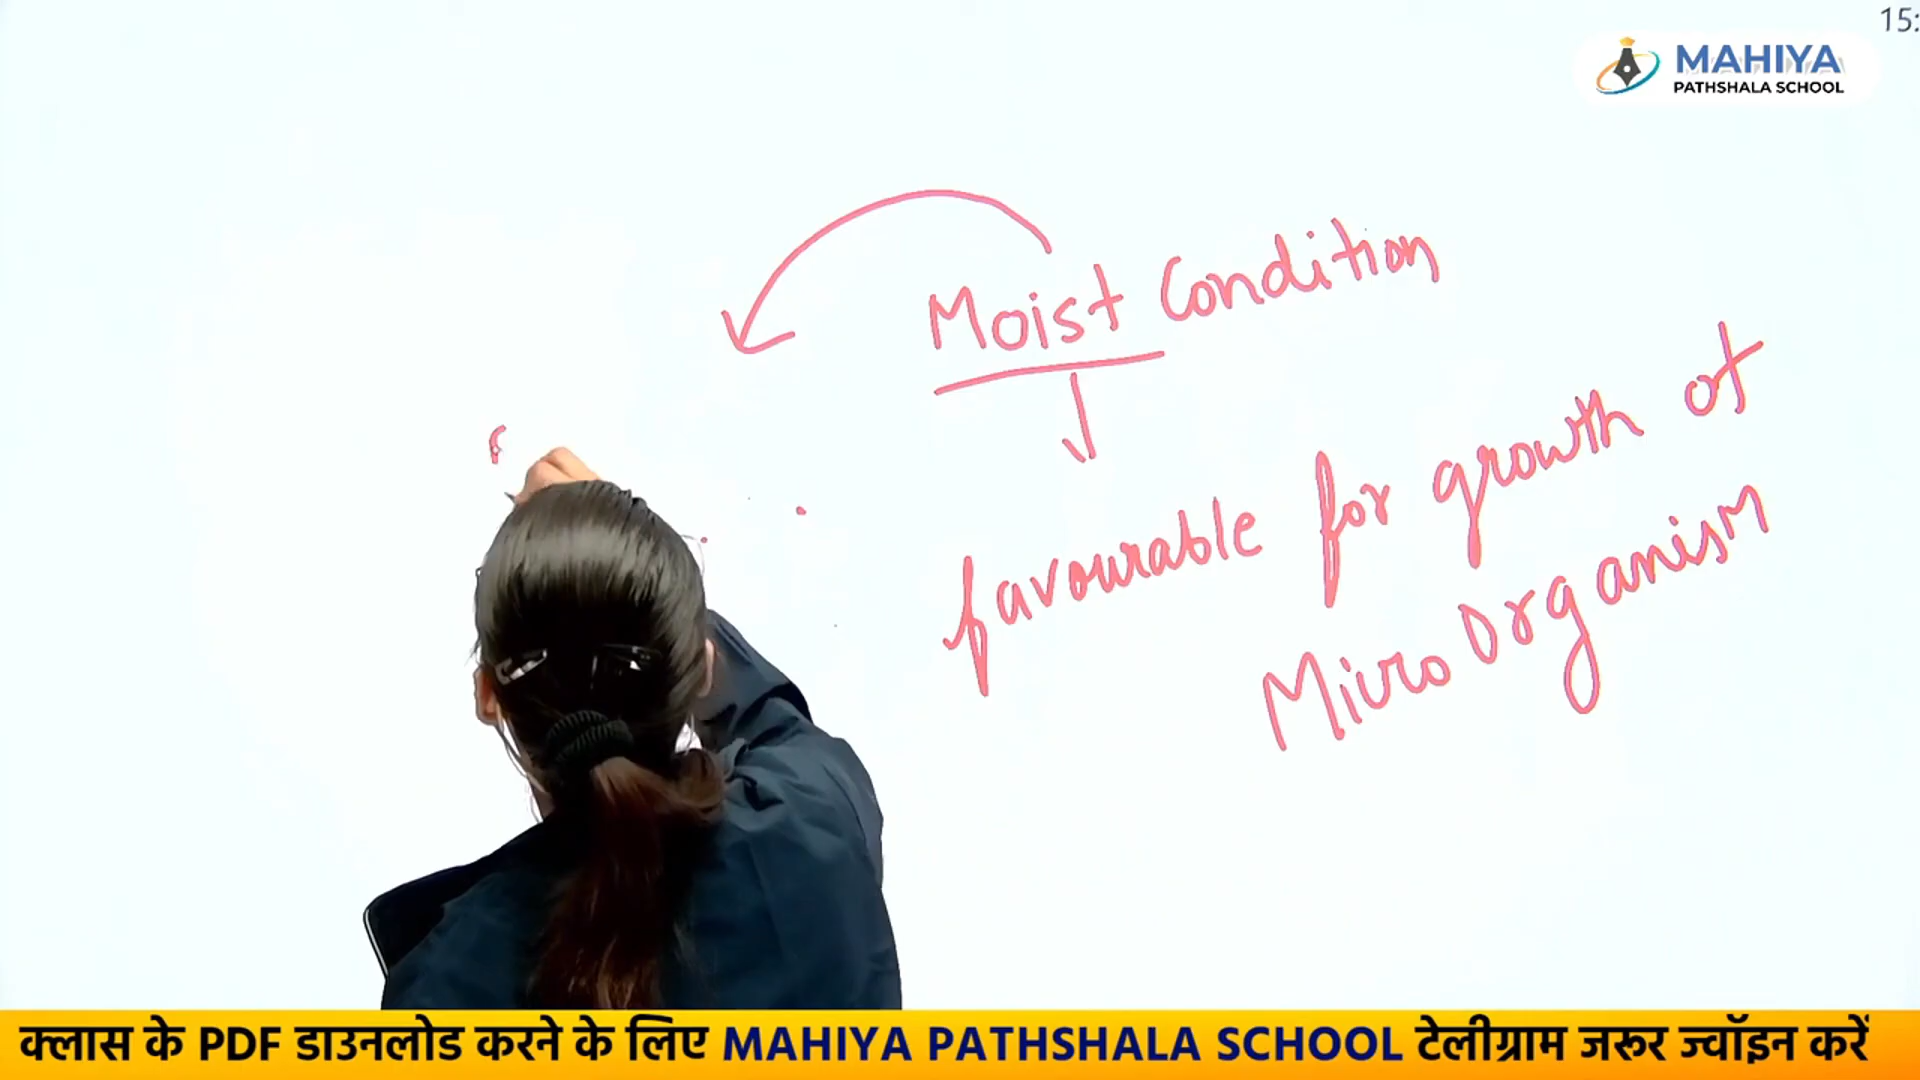 15:
MAHIYA
PATHSHALA SCHOOL
Moist Condition
favourable for growth of
Micro Organism
क्लास के PDF डाउनलोड करने के लिए MAHIYA PATHSHALA SCHOOL टेलीग्राम जरूर ज्वॉइन करें